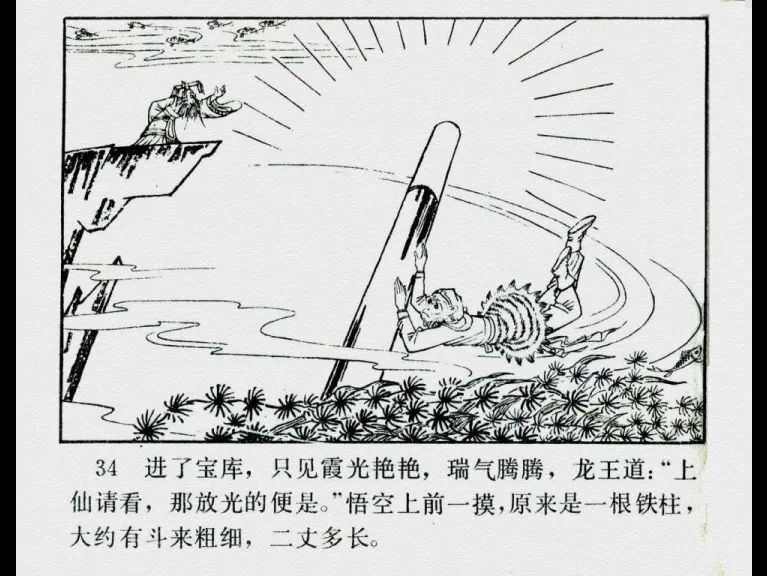 34 进了宝库，只见霞光艳艳，瑞气腾腾，龙王道：“上
仙请看，那放光的便是。”悟空上前一摸，原来是一根铁柱，
大约有斗来粗细，二丈多长。